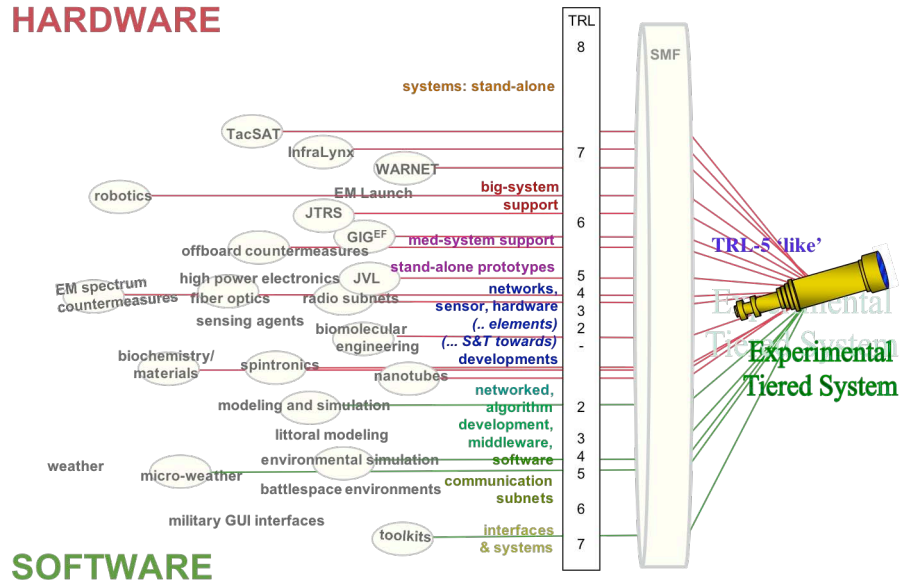 HARDWARE
TRL
8
SMF
systems: stand-alone
TacSAT
InfraLynx
7
WARNET
robotics
EM Launch
big-system
support
JTRS
6
GIGEF
offboard countermeasures
med-system support
TRL-5 ‘like’
stand-alone prototypes
high power electronics
JVL
5
EM spectrum
countermeasures
fiber optics
radio subnets
networks,
4
sensor, hardware
3
sensing agents
(.. elements)
2
biomolecular
engineering
(... S&T towards)
-
developments
Experimental
Tiered System
Experimental
Tiered System
biochemistry/
materials
spintronics
nanotubes
networked,
algorithm
development,
middleware,
software
modeling and simulation
2
littoral modeling
3
environmental simulation
4
weather
micro-weather
5
battlespace environments
communication
subnets
6
military GUI interfaces
toolkits
interfaces
& systems
7
SOFTWARE